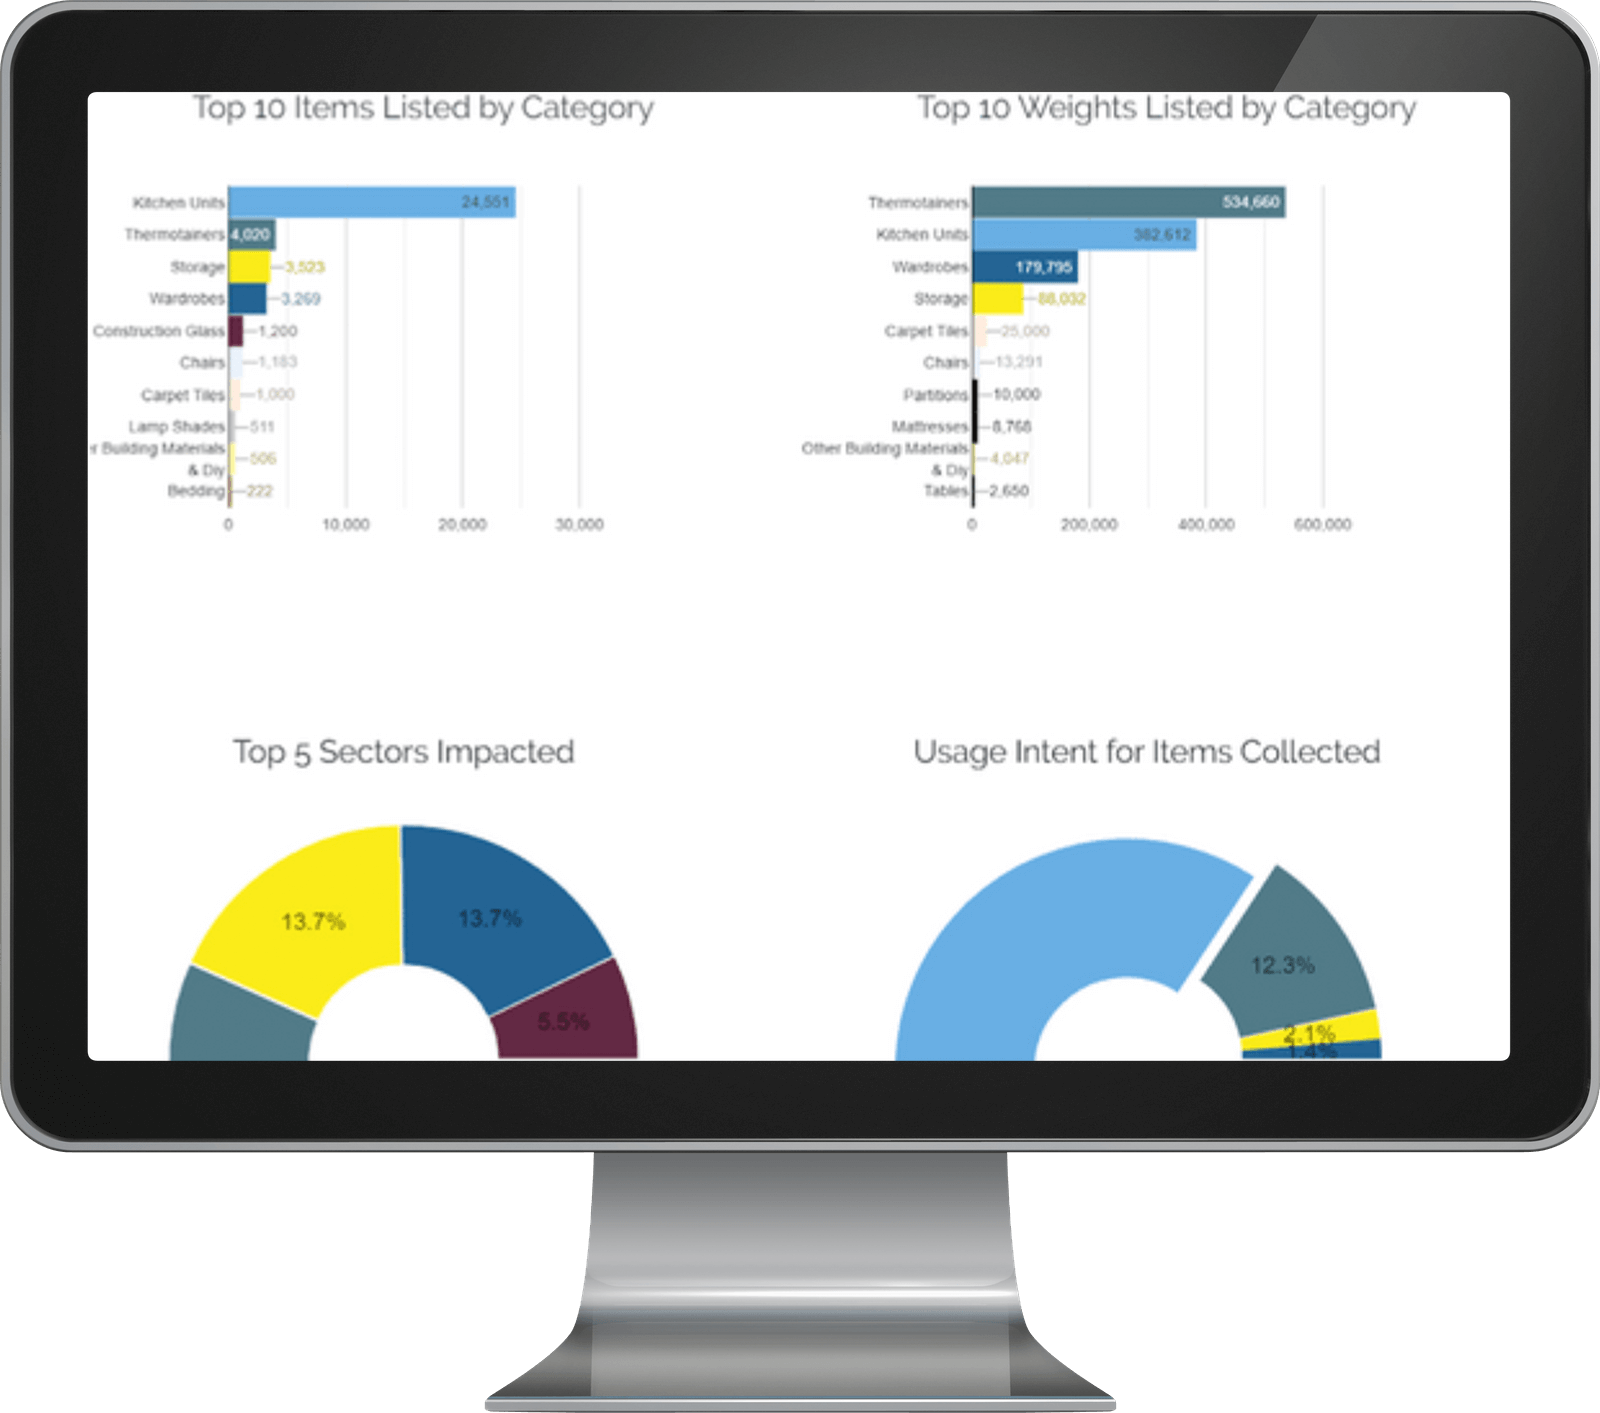 Top 10 Items Listed by Category
Kitchen Units 24,551
Thermotainers 4,020
Storage 3,523
Wardrobes 3,269
Construction Glass 1,200
Chairs 1,183
Carpet Tiles 1,000
Lamp Shades 511
r Building Materials
& Diy 506
Bedding 222
0 10,000 20,000 30,000
Top 10 Weights Listed by Category
Thermotainers 534,660
Kitchen Units 382,612
Wardrobes 179,795
Storage 88,032
Carpet Tiles 25,000
Chairs 13,291
Partitions 10,000
Mattresses 8,768
Other Building Materials
& Diy 4,047
Tables 2,650
0 200,000 400,000 600,000
Top 5 Sectors Impacted
13.7% 13.7%
5.5%
Usage Intent for Items Collected
12.3%
2.1%
1.4%